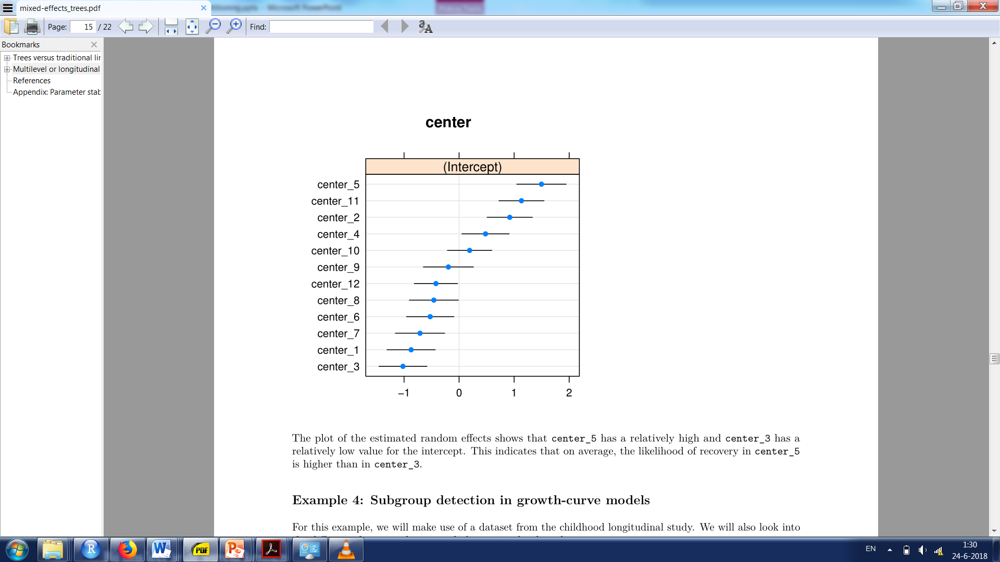 mixed-effects_trees.pdf
Microsoft PowerPoint
Page: 15 / 22
Find:
Bookmarks
Trees versus traditional lir
Multilevel or longitudinal
References
Appendix: Parameter stab
center
(Intercept)
center_5
center_11
center_2
center_4
center_10
center_9
center_12
center_8
center_6
center_7
center_1
center_3
−1 0 1 2
The plot of the estimated random effects shows that center_5 has a relatively high and center_3 has a
relatively low value for the intercept. This indicates that on average, the likelihood of recovery in center_5
is higher than in center_3.
Example 4: Subgroup detection in growth-curve models
For this example, we will make use of a dataset from the childhood longitudinal study. We will also look into
EN
1:30
24-6-2018